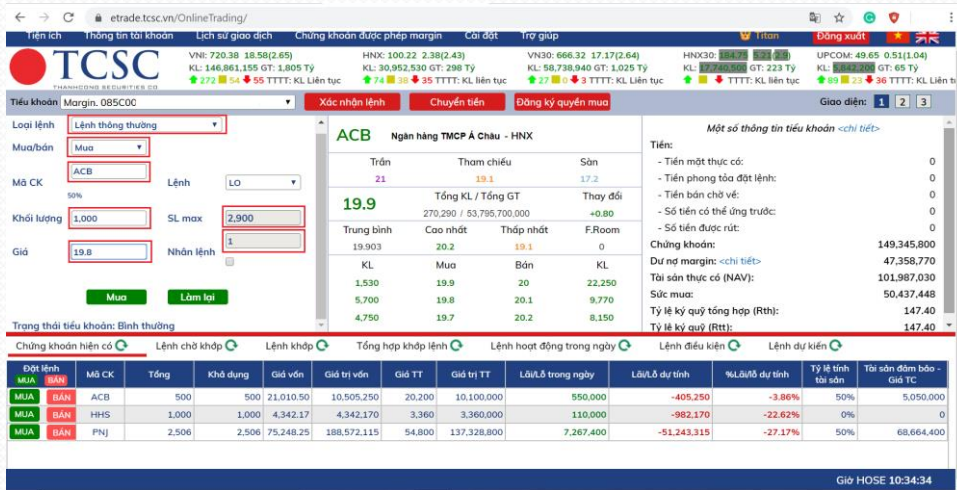 etrade.tcsc.vn/OnlineTrading/
Tiện ích Thông tin tài khoản Lịch sử giao dịch Chứng khoán được phép margin Cài đặt Trợ giúp Titan Đăng xuất
TCSC
THANHCONG SECURITIES CO
VNI: 720.38 18.58(2.65) HNX: 100.22 2.38(2.43) VN30: 666.32 17.17(2.64) HNX30: 184.75 5.21(2.9) UPCOM: 49.65 0.51(1.04)
KL: 146,861,155 GT: 1,805 Tỷ KL: 30,952,530 GT: 298 Tỷ KL: 58,738,940 GT: 1,025 Tỷ KL: 17,740,500 GT: 223 Tỷ KL: 5,842,200 GT: 65 Tỷ
272 54 55 TTTT: KL Liên tục 74 38 35 TTTT: KL liên tục 27 0 3 TTTT: KL Liên tục TTTT: KL liên tục 89 23 36 TTTT: KL Liên
Tiểu khoản Margin. 085C00 Xác nhận lệnh Chuyển tiền Đăng ký quyền mua Giao diện: 1 2 3
Loại lệnh Lệnh thông thường
Mua/bán Mua
Mã CK ACB Lệnh LO
50%
Khối lượng 1,000 SL max 2,900
Giá 19.8 Nhân lệnh 1
Mua Làm lại
Trạng thái tiểu khoản: Bình thường
ACB Ngân hàng TMCP Á Châu - HNX
Trần Tham chiếu Sàn
21 19.1 17.2
19.9 Tổng KL / Tổng GT Thay đổi
270,290 / 53,795,700,000 +0.80
Trung bình Cao nhất Thấp nhất F.Room
19.903 20.2 19.1 0
KL Mua Bán KL
1,530 19.9 20 22,250
5,700 19.8 20.1 9,770
4,750 19.7 20.2 8,150
Một số thông tin tiểu khoản <chi tiết>
Tiền:
- Tiền mặt thực có: 0
- Tiền phong tỏa đặt lệnh: 0
- Tiền bán chờ về: 0
- Số tiền có thể ứng trước: 0
- Số tiền được rút: 0
Chứng khoán: 149,345,800
Dư nợ margin: <chi tiết> 47,358,770
Tài sản thực có (NAV): 101,987,030
Sức mua: 50,437,448
Tỷ lệ ký quỹ tổng hợp (Rth): 147.40
Tỷ lệ ký quỹ (Rtt): 147.40
Chứng khoán hiện có Lệnh chờ khớp Lệnh khớp Tổng hợp khớp lệnh Lệnh hoạt động trong ngày Lệnh điều kiện Lệnh dự kiến
Đặt lệnh MUA BÁN Mã CK Tổng Khả dụng Giá vốn Giá trị vốn Giá TT Giá trị TT Lãi/Lỗ trong ngày Lãi/Lỗ dự tính %Lãi/lỗ dự tính Tỷ lệ tính tài sản Tài sản đảm bảo - Giá TC
MUA BÁN ACB 500 500 21,010.50 10,505,250 20,200 10,100,000 550,000 -405,250 -3.86% 50% 5,050,000
MUA BÁN HHS 1,000 1,000 4,342.17 4,342,170 3,360 3,360,000 110,000 -982,170 -22.62% 0% 0
MUA BÁN PNJ 2,506 2,506 75,248.25 188,572,115 54,800 137,328,800 7,267,400 -51,243,315 -27.17% 50% 68,664,400
Giờ HOSE 10:34:34